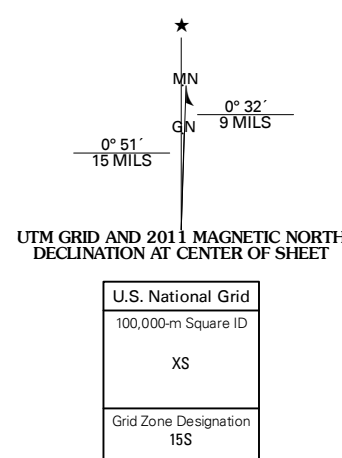 ★
MN
GN
0° 32´
9 MILS
0° 51´
15 MILS
UTM GRID AND 2011 MAGNETIC NORTH
DECLINATION AT CENTER OF SHEET
U.S. National Grid
100,000-m Square ID
XS
Grid Zone Designation
15S